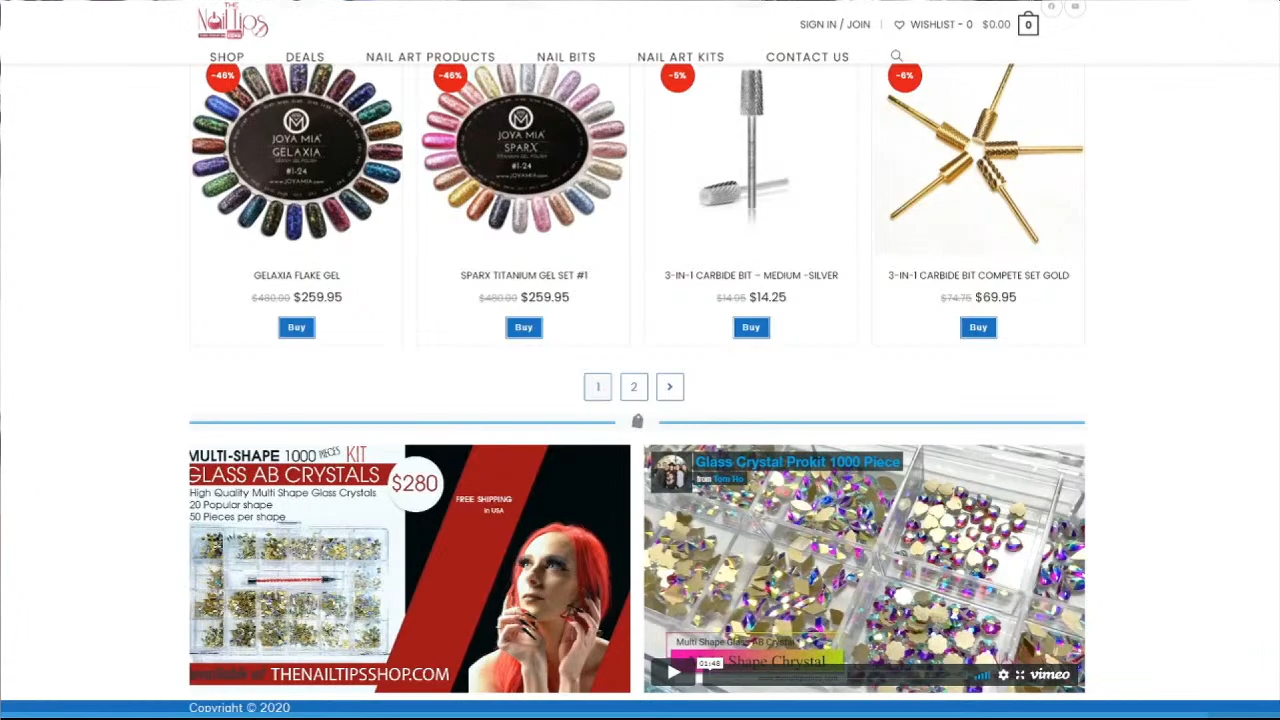 THE
NailTips
SIGN IN / JOIN
WISHLIST - 0
$0.00
0
SHOP
DEALS
NAIL ART PRODUCTS
NAIL BITS
NAIL ART KITS
CONTACT US
-46%
-46%
-5%
-6%
JOYA MIA
GELAXIA
#1-24
www.JOYAMIA.com
JOYA MIA
SPARX
TITANIUM GEL POLISH
#1-24
www.JOYAMIA.com
GELAXIA FLAKE GEL
SPARX TITANIUM GEL SET #1
3-IN-1 CARBIDE BIT – MEDIUM -SILVER
3-IN-1 CARBIDE BIT COMPETE SET GOLD
$480.00 $259.95
$480.00 $259.95
$14.95 $14.25
$74.75 $69.95
Buy
Buy
Buy
Buy
1
2
MULTI-SHAPE 1000 PIECES KIT
GLASS AB CRYSTALS
$280
High Quality Multi Shape Glass Crystals
20 Popular shape
50 Pieces per shape
FREE SHIPPING
in USA
THENAILTIPSSHOP.COM
Glass Crystal Prokit 1000 Piece
from Tom Ho
Multi Shape Glass AB Crystal
Shape Chrystal
01:48
vimeo
Copyright © 2020